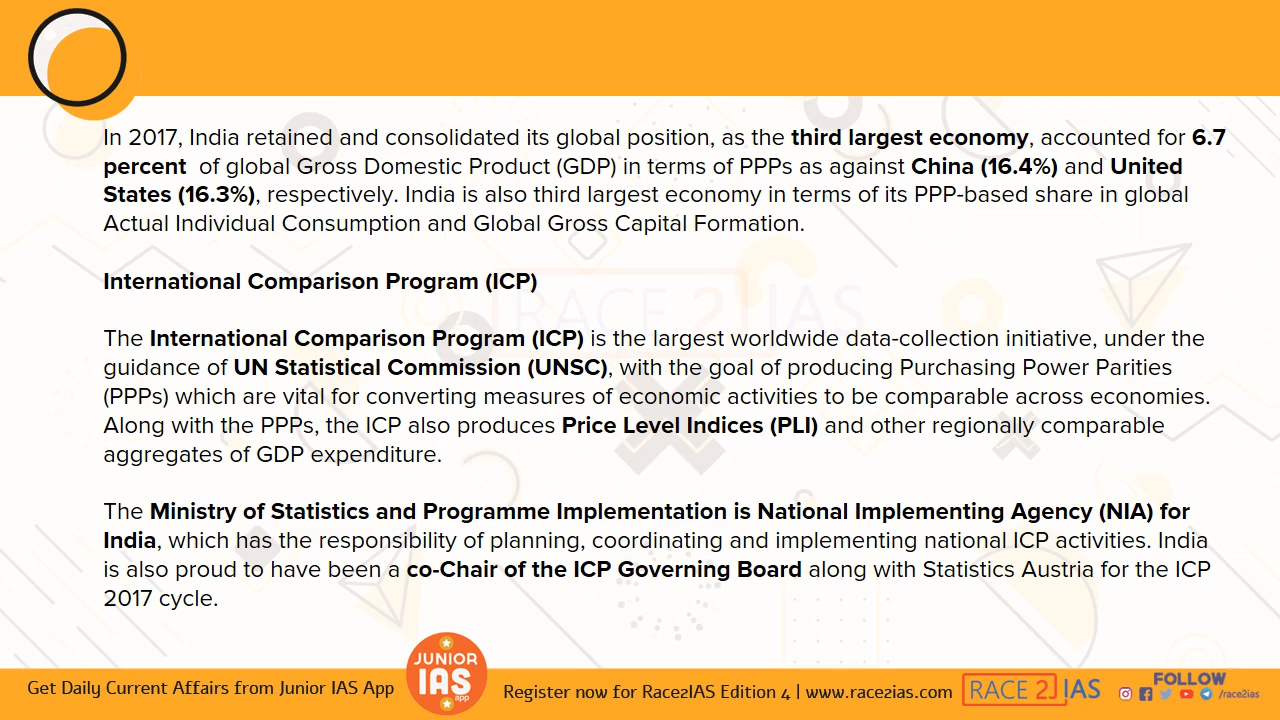 In 2017, India retained and consolidated its global position, as the third largest economy, accounted for 6.7
percent  of global Gross Domestic Product (GDP) in terms of PPPs as against China (16.4%) and United
States (16.3%), respectively. India is also third largest economy in terms of its PPP-based share in global
Actual Individual Consumption and Global Gross Capital Formation.
International Comparison Program (ICP)
RACE 2 IAS
The International Comparison Program (ICP) is the largest worldwide data-collection initiative, under the
guidance of UN Statistical Commission (UNSC), with the goal of producing Purchasing Power Parities
(PPPs) which are vital for converting measures of economic activities to be comparable across economies.
Along with the PPPs, the ICP also produces Price Level Indices (PLI) and other regionally comparable
aggregates of GDP expenditure.
The Ministry of Statistics and Programme Implementation is National Implementing Agency (NIA) for
India, which has the responsibility of planning, coordinating and implementing national ICP activities. India
is also proud to have been a co-Chair of the ICP Governing Board along with Statistics Austria for the ICP
2017 cycle.
Get Daily Current Affairs from Junior IAS App
JUNIOR
IAS
app
Register now for Race2IAS Edition 4 | www.race2ias.com
RACE 2 IAS
FOLLOW
/race2ias